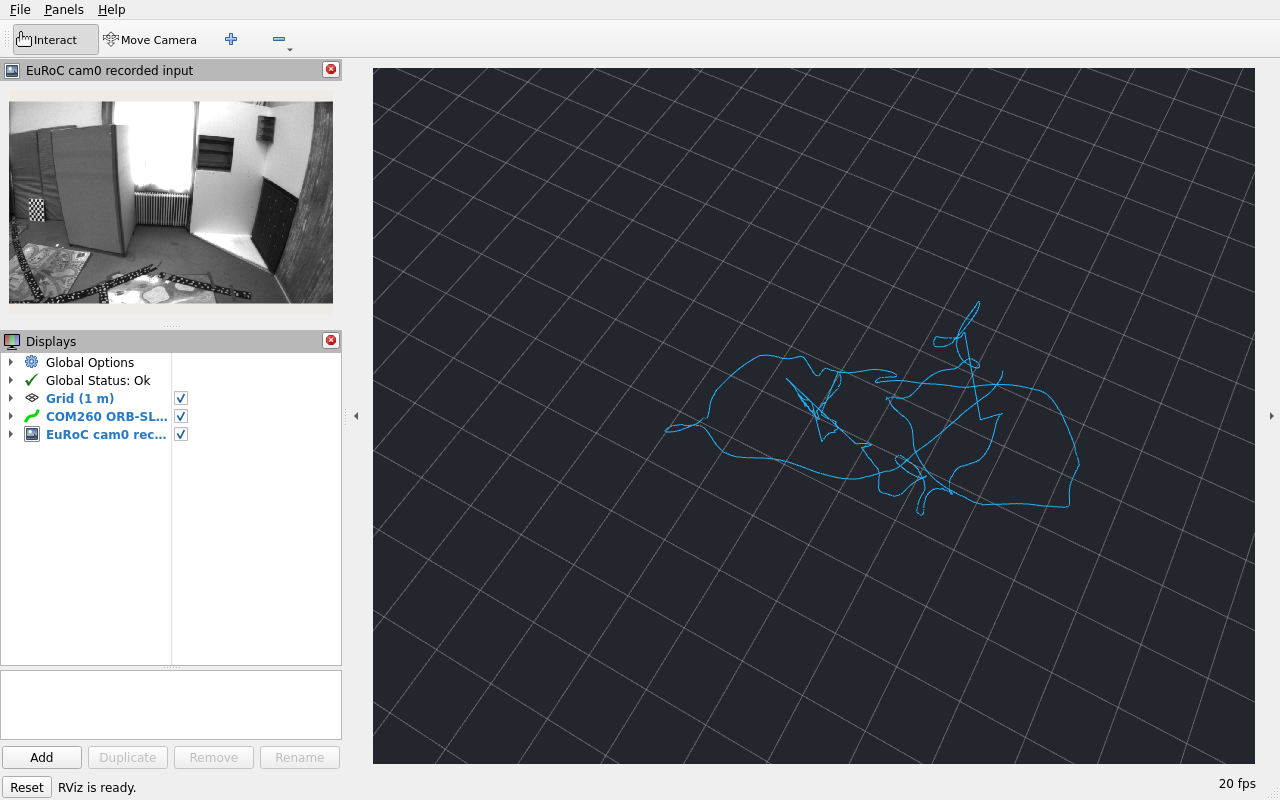 File Panels Help
Interact Move Camera
EuRoC cam0 recorded input
Displays
Global Options
Global Status: Ok
Grid (1 m)
COM260 ORB-SL...
EuRoC cam0 rec...
Add Duplicate Remove Rename
Reset RViz is ready. 20 fps